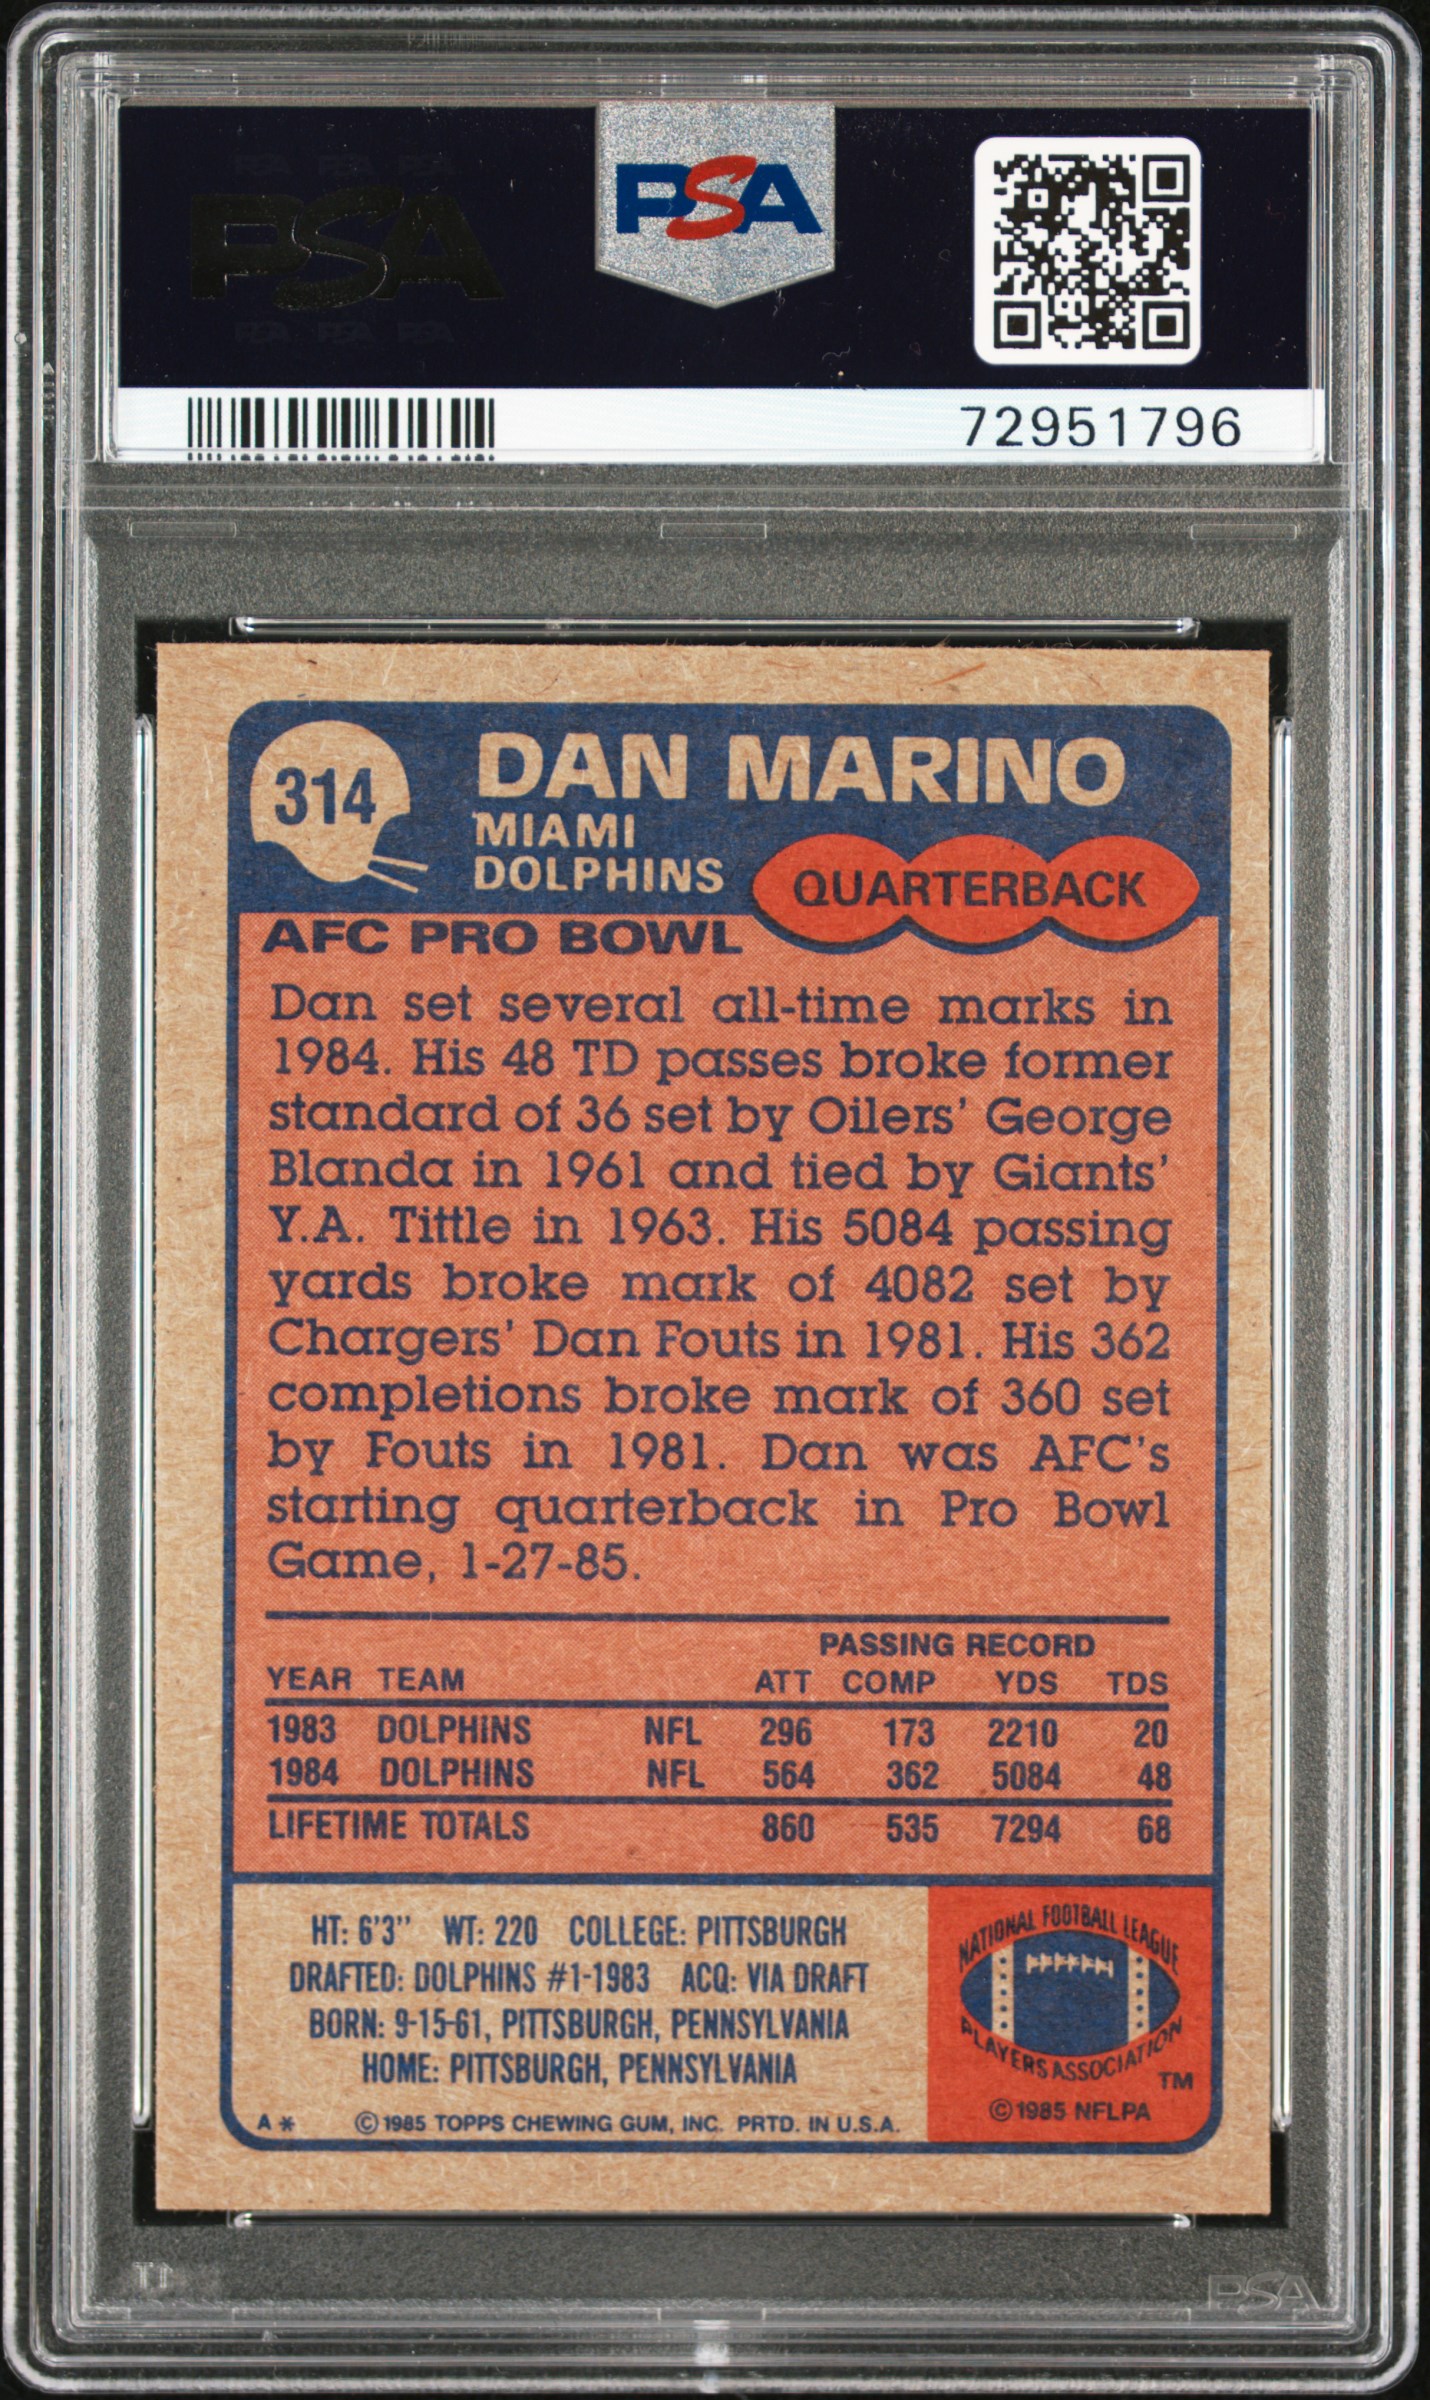 PSA PSA PSA
PSA
PSA PSA PSA
PSA
72951796
314
DAN MARINO
MIAMI
DOLPHINS
QUARTERBACK
AFC PRO BOWL
Dan set several all-time marks in
1984. His 48 TD passes broke former
standard of 36 set by Oilers' George
Blanda in 1961 and tied by Giants'
Y.A. Tittle in 1963. His 5084 passing
yards broke mark of 4082 set by
Chargers' Dan Fouts in 1981. His 362
completions broke mark of 360 set
by Fouts in 1981. Dan was AFC's
starting quarterback in Pro Bowl
Game, 1-27-85.
PASSING RECORD
YEAR TEAM ATT COMP YDS TDS
1983 DOLPHINS NFL 296 173 2210 20
1984 DOLPHINS NFL 564 362 5084 48
LIFETIME TOTALS 860 535 7294 68
HT: 6'3" WT: 220 COLLEGE: PITTSBURGH
DRAFTED: DOLPHINS #1-1983 ACQ: VIA DRAFT
BORN: 9-15-61, PITTSBURGH, PENNSYLVANIA
HOME: PITTSBURGH, PENNSYLVANIA
A* © 1985 TOPPS CHEWING GUM, INC. PRTD. IN U.S.A.
NATIONAL FOOTBALL LEAGUE
PLAYERS ASSOCIATION
TM
© 1985 NFLPA
PSA